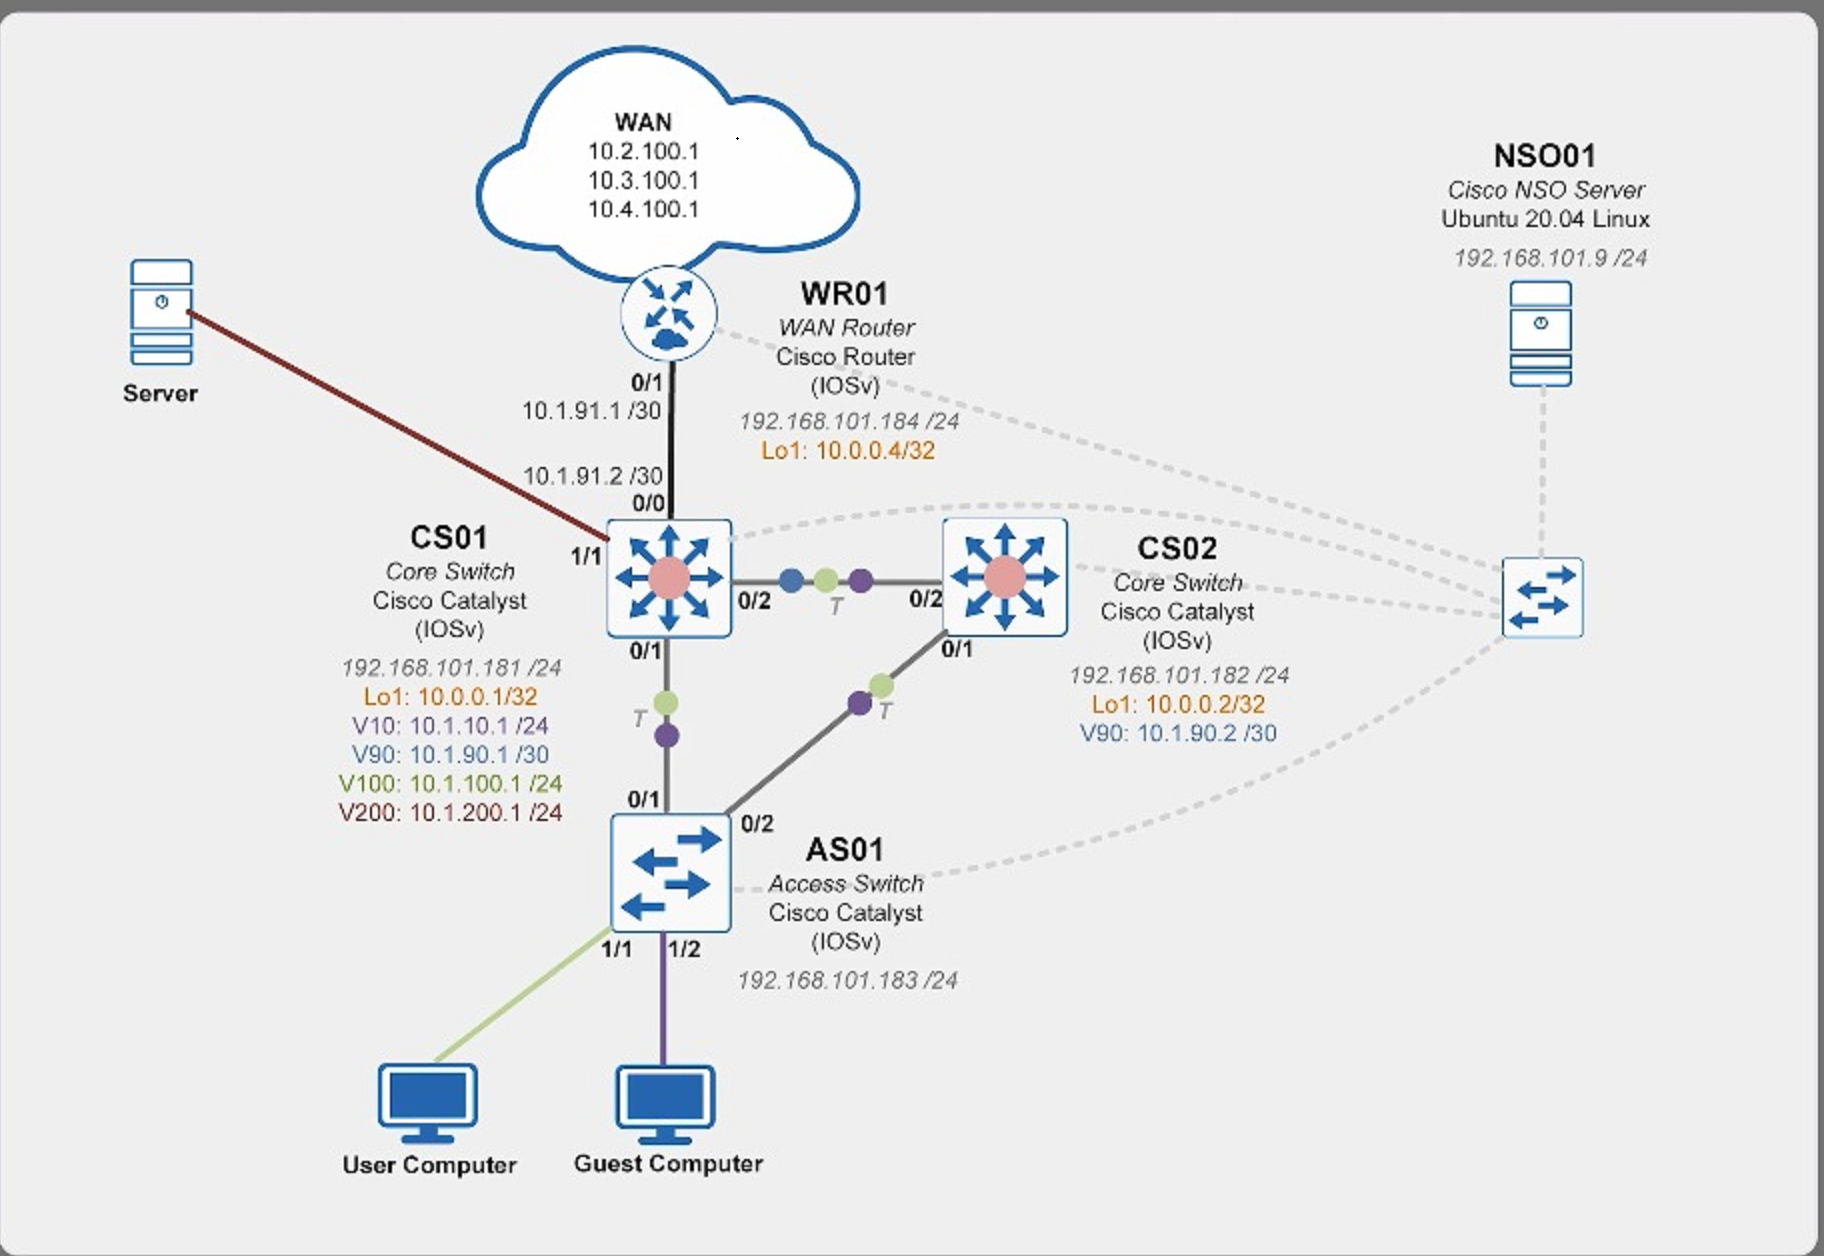 WAN
10.2.100.1
10.3.100.1
10.4.100.1
NSO01
Cisco NSO Server
Ubuntu 20.04 Linux
192.168.101.9 /24
Server
WR01
WAN Router
Cisco Router
(IOSv)
192.168.101.184 /24
Lo1: 10.0.0.4/32
0/1
10.1.91.1 /30
10.1.91.2 /30
0/0
1/1
CS01
Core Switch
Cisco Catalyst
(IOSv)
192.168.101.181 /24
Lo1: 10.0.0.1/32
V10: 10.1.10.1 /24
V90: 10.1.90.1 /30
V100: 10.1.100.1 /24
V200: 10.1.200.1 /24
0/2
T
0/2
CS02
Core Switch
Cisco Catalyst
(IOSv)
192.168.101.182 /24
Lo1: 10.0.0.2/32
V90: 10.1.90.2 /30
0/1
0/1
T
T
0/1
0/2
AS01
Access Switch
Cisco Catalyst
(IOSv)
192.168.101.183 /24
1/1
1/2
User Computer
Guest Computer